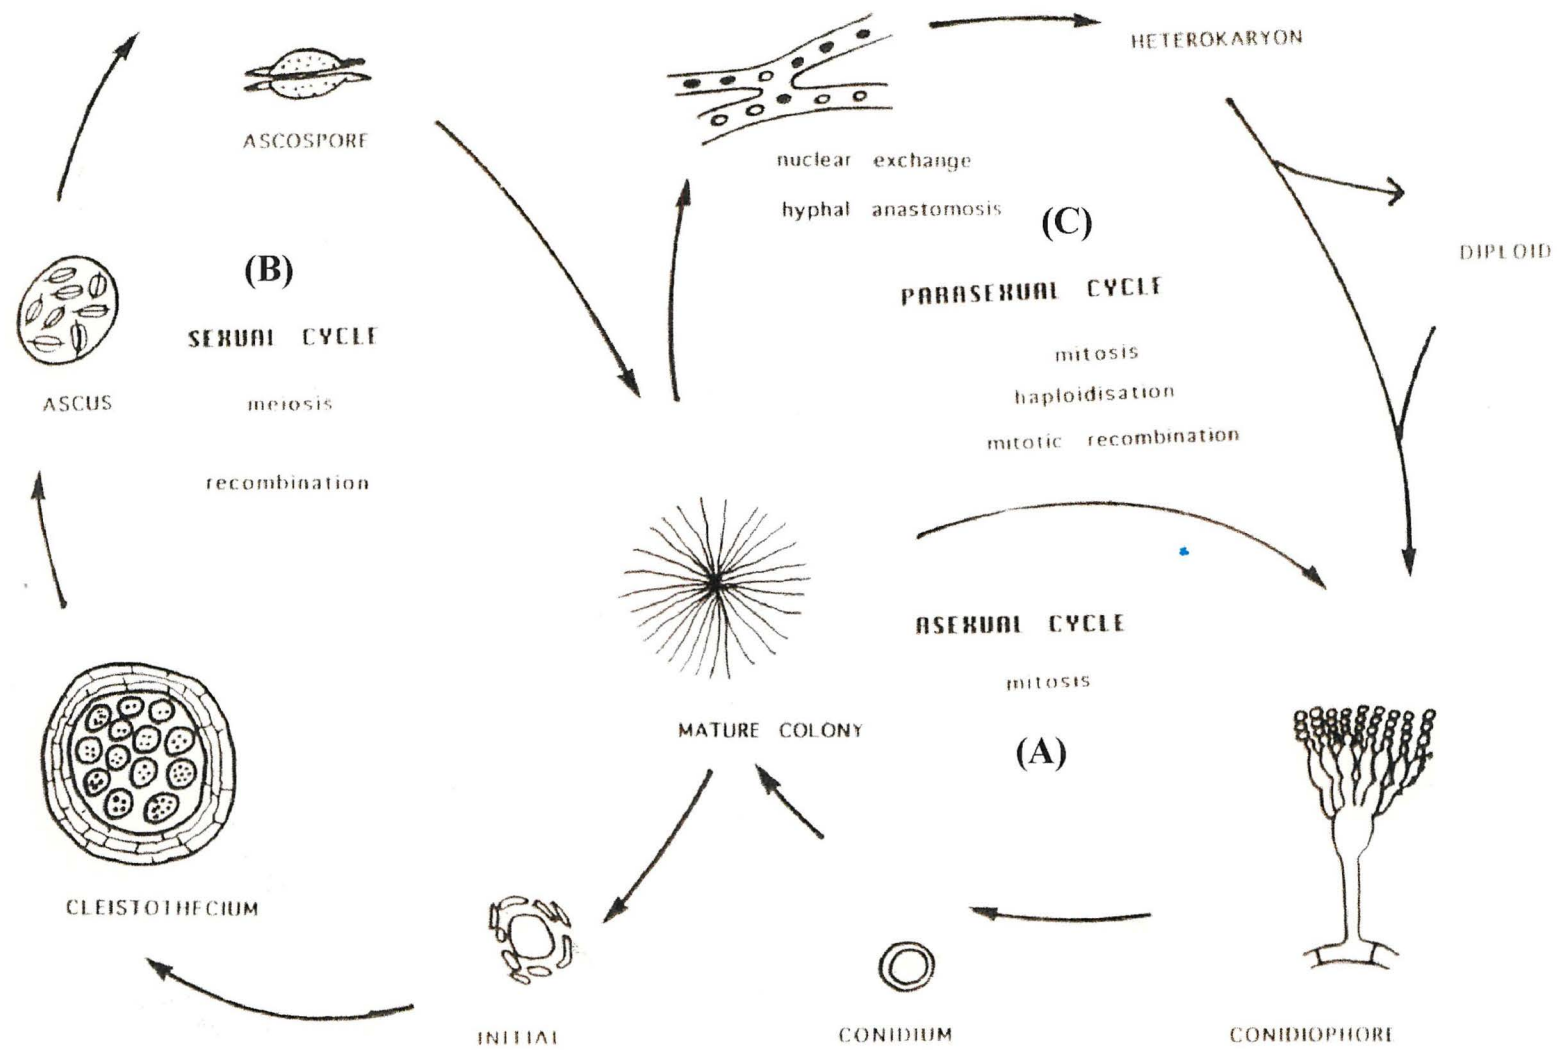 HETEROKARYON
ASCOSPORE
nuclear exchange
hyphal anastomosis
(C)
DIPLOID
(B)
PARASEXUAL CYCLE
SEXUAL CYCLE
mitosis
haploidisation
ASCUS
meiosis
mitotic recombination
recombination
ASEXUAL CYCLE
mitosis
MATURE COLONY
(A)
CLEISTOTHECIUM
INITIAL
CONIDIUM
CONIDIOPHORE